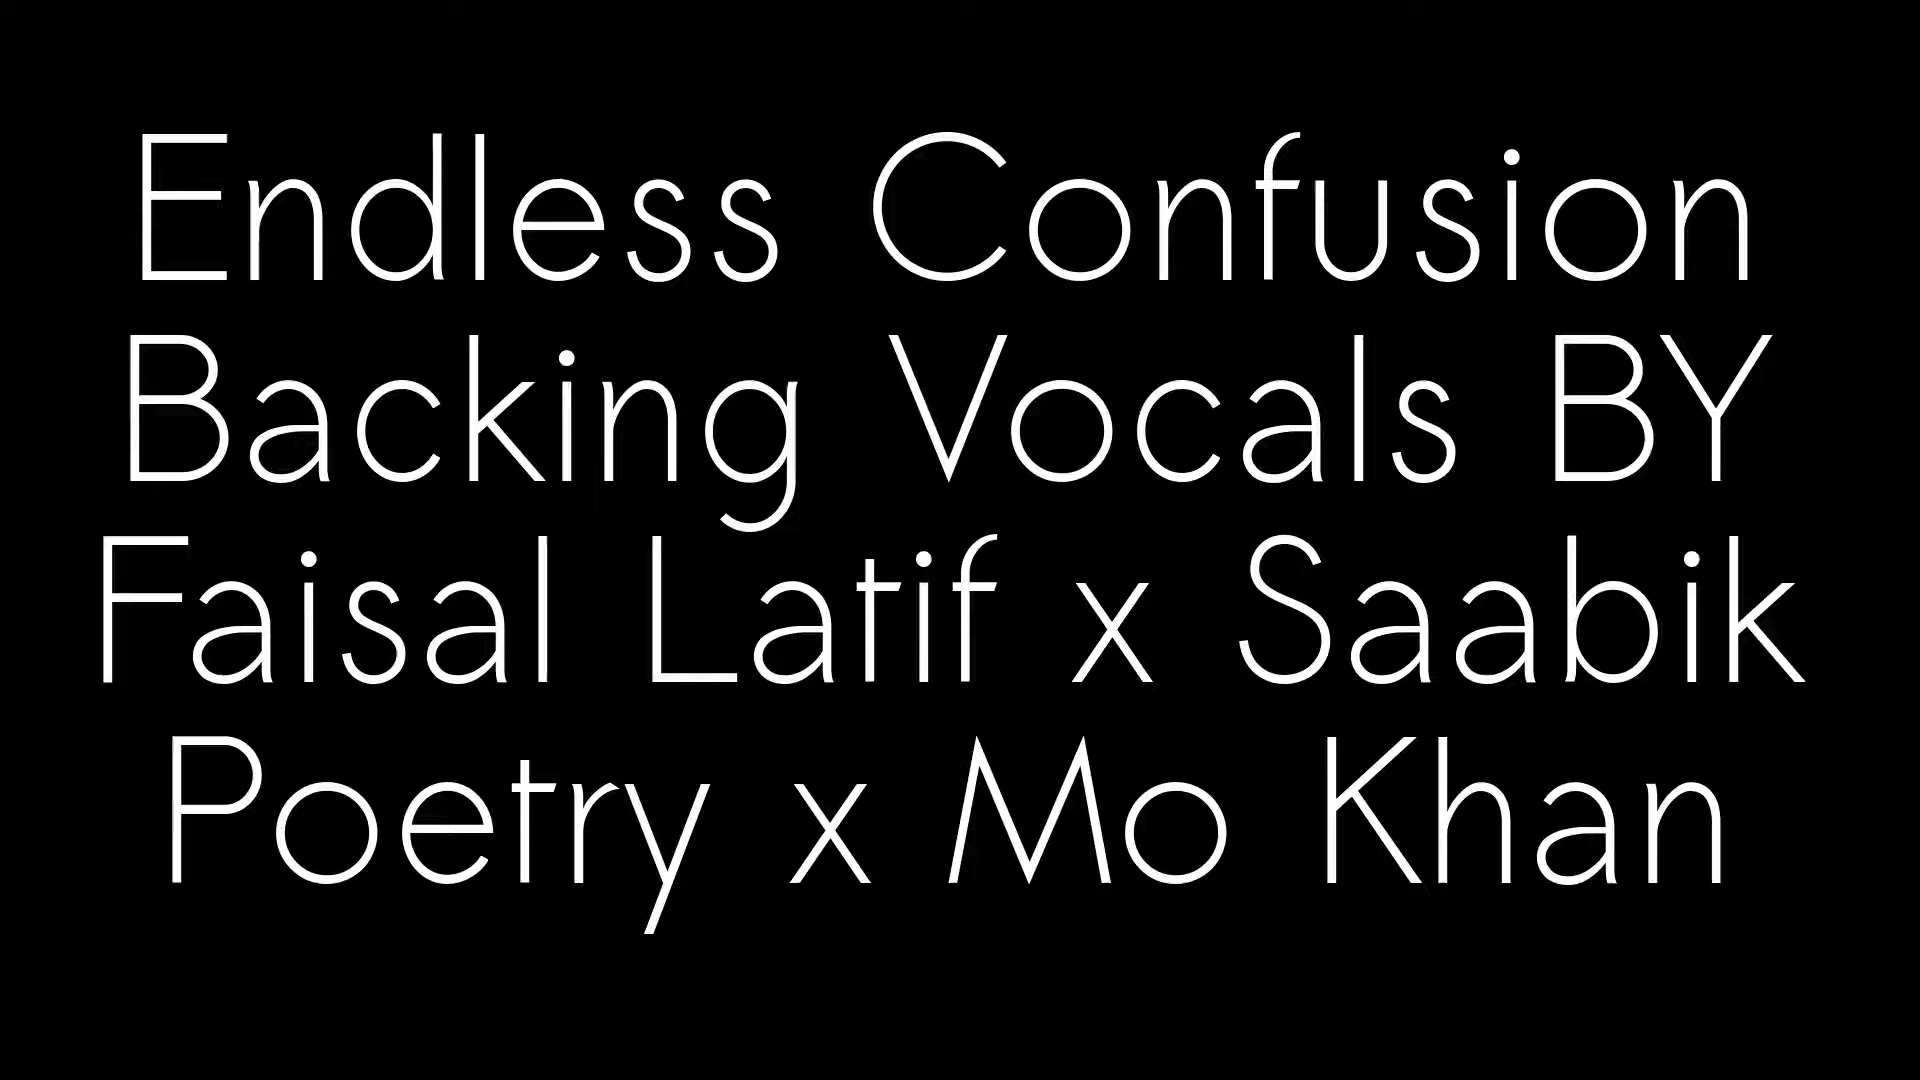 Endless Confusion
Backing Vocals BY
Faisal Latif x Saabik
Poetry x Mo Khan